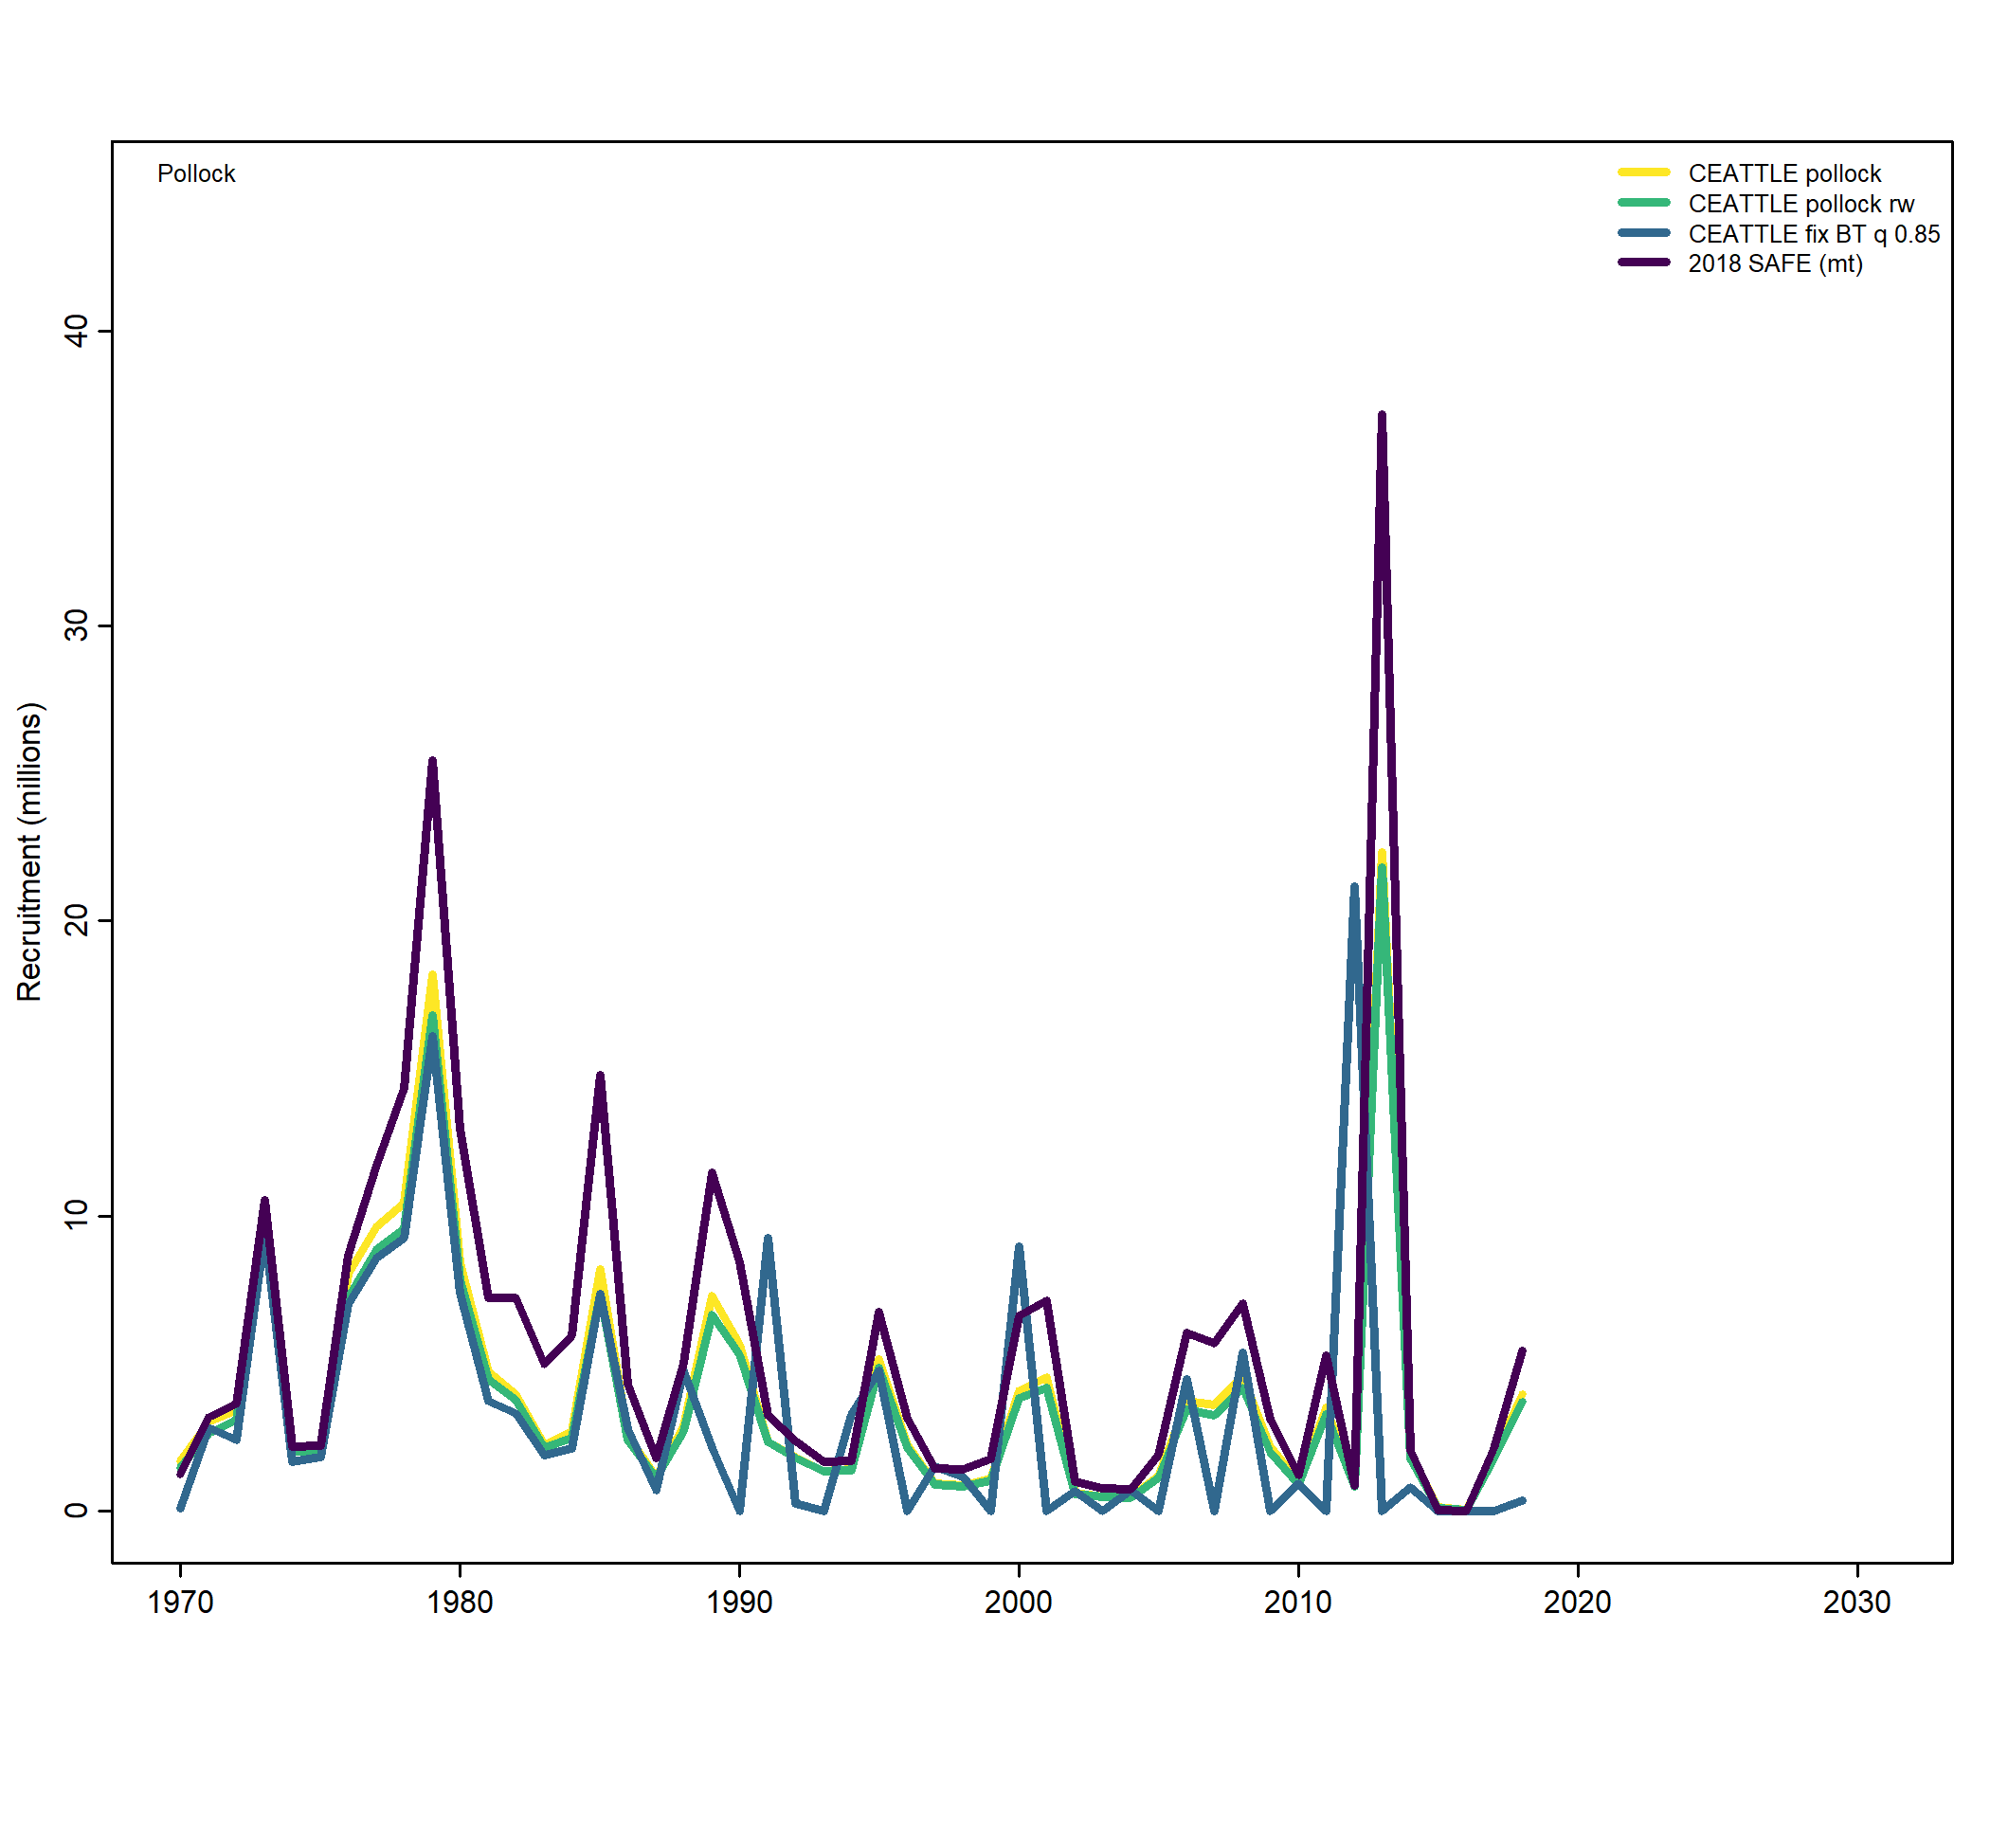 Pollock
CEATTLE pollock
CEATTLE pollock rw
CEATTLE fix BT q 0.85
2018 SAFE (mt)
Recruitment (millions)
40
30
20
10
0
1970 1980 1990 2000 2010 2020 2030